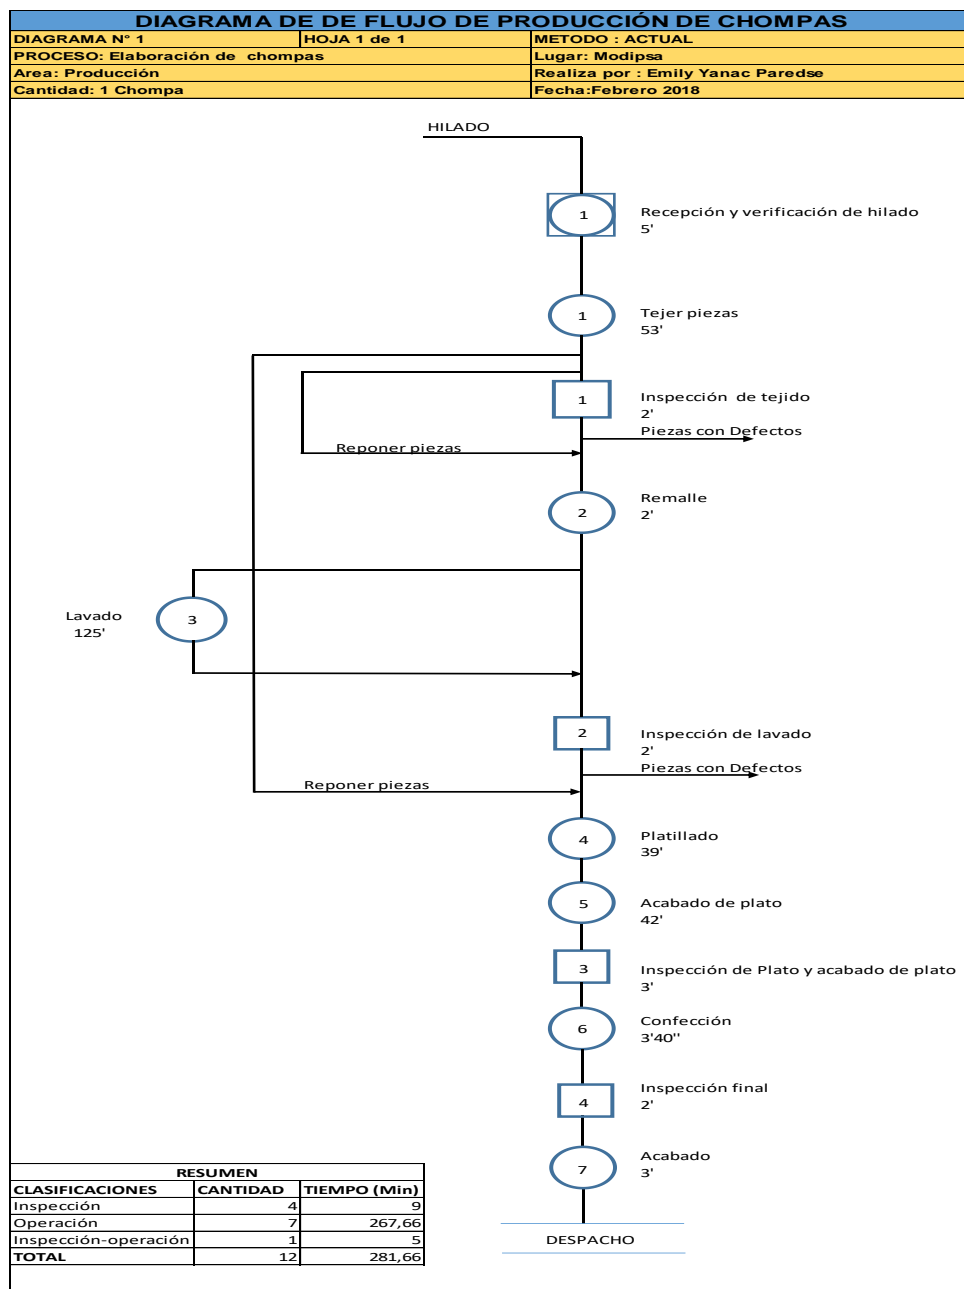 DIAGRAMA DE DE FLUJO DE PRODUCCIÓN DE CHOMPAS
DIAGRAMA N° 1 HOJA 1 de 1 METODO : ACTUAL
PROCESO: Elaboración de chompas Lugar: Modipsa
Area: Producción Realiza por : Emily Yanac Paredse
Cantidad: 1 Chompa Fecha:Febrero 2018
HILADO
1 Recepción y verificación de hilado
5'
1 Tejer piezas
53'
1 Inspección de tejido
2'
Piezas con Defectos
Reponer piezas
2 Remalle
2'
Lavado 3
125'
2 Inspección de lavado
2'
Piezas con Defectos
Reponer piezas
4 Platillado
39'
5 Acabado de plato
42'
3 Inspección de Plato y acabado de plato
3'
6 Confección
3'40''
4 Inspección final
2'
7 Acabado
3'
DESPACHO
RESUMEN
CLASIFICACIONES CANTIDAD TIEMPO (Min)
Inspección 4 9
Operación 7 267,66
Inspección-operación 1 5
TOTAL 12 281,66